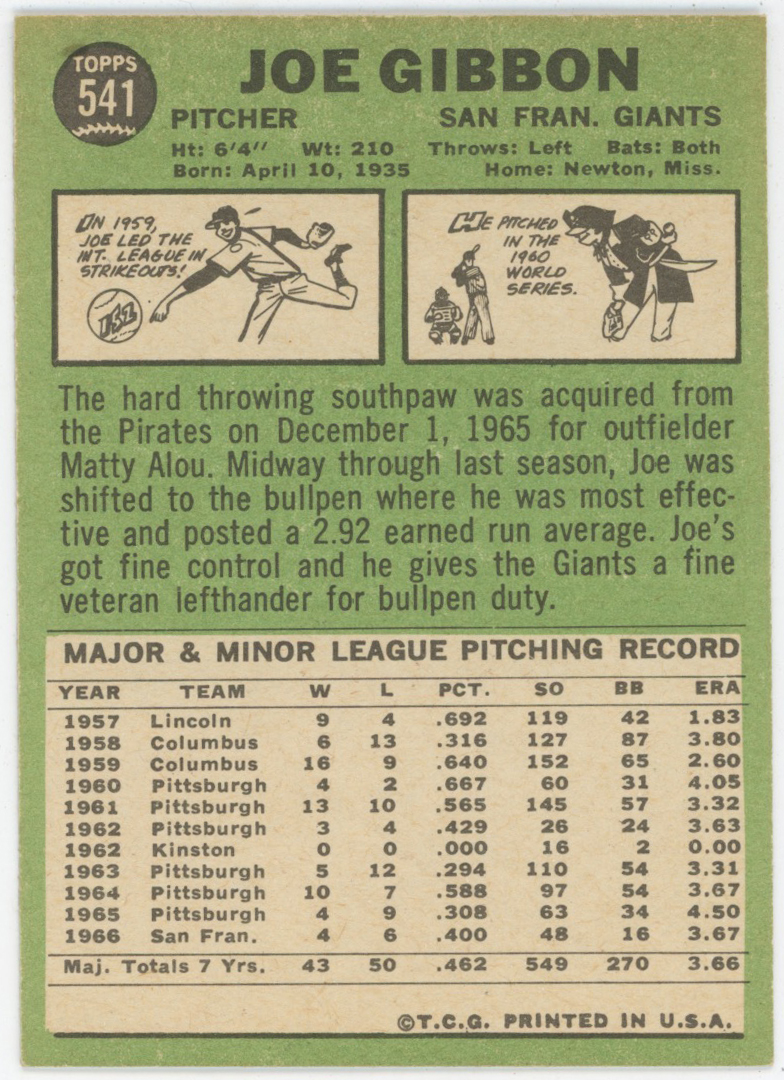 TOPPS
541
JOE GIBBON
PITCHER SAN FRAN. GIANTS
Ht: 6'4" Wt: 210 Throws: Left Bats: Both
Born: April 10, 1935 Home: Newton, Miss.
IN 1959,
JOE LED THE
INT. LEAGUE IN
STRIKEOUTS!
152
HE PITCHED
IN THE
1960
WORLD
SERIES.
The hard throwing southpaw was acquired from
the Pirates on December 1, 1965 for outfielder
Matty Alou. Midway through last season, Joe was
shifted to the bullpen where he was most effec-
tive and posted a 2.92 earned run average. Joe's
got fine control and he gives the Giants a fine
veteran lefthander for bullpen duty.
MAJOR & MINOR LEAGUE PITCHING RECORD
YEAR TEAM W L PCT. SO BB ERA
1957 Lincoln 9 4 .692 119 42 1.83
1958 Columbus 6 13 .316 127 87 3.80
1959 Columbus 16 9 .640 152 65 2.60
1960 Pittsburgh 4 2 .667 60 31 4.05
1961 Pittsburgh 13 10 .565 145 57 3.32
1962 Pittsburgh 3 4 .429 26 24 3.63
1962 Kinston 0 0 .000 16 2 0.00
1963 Pittsburgh 5 12 .294 110 54 3.31
1964 Pittsburgh 10 7 .588 97 54 3.67
1965 Pittsburgh 4 9 .308 63 34 4.50
1966 San Fran. 4 6 .400 48 16 3.67
Maj. Totals 7 Yrs. 43 50 .462 549 270 3.66
©T.C.G. PRINTED IN U.S.A.